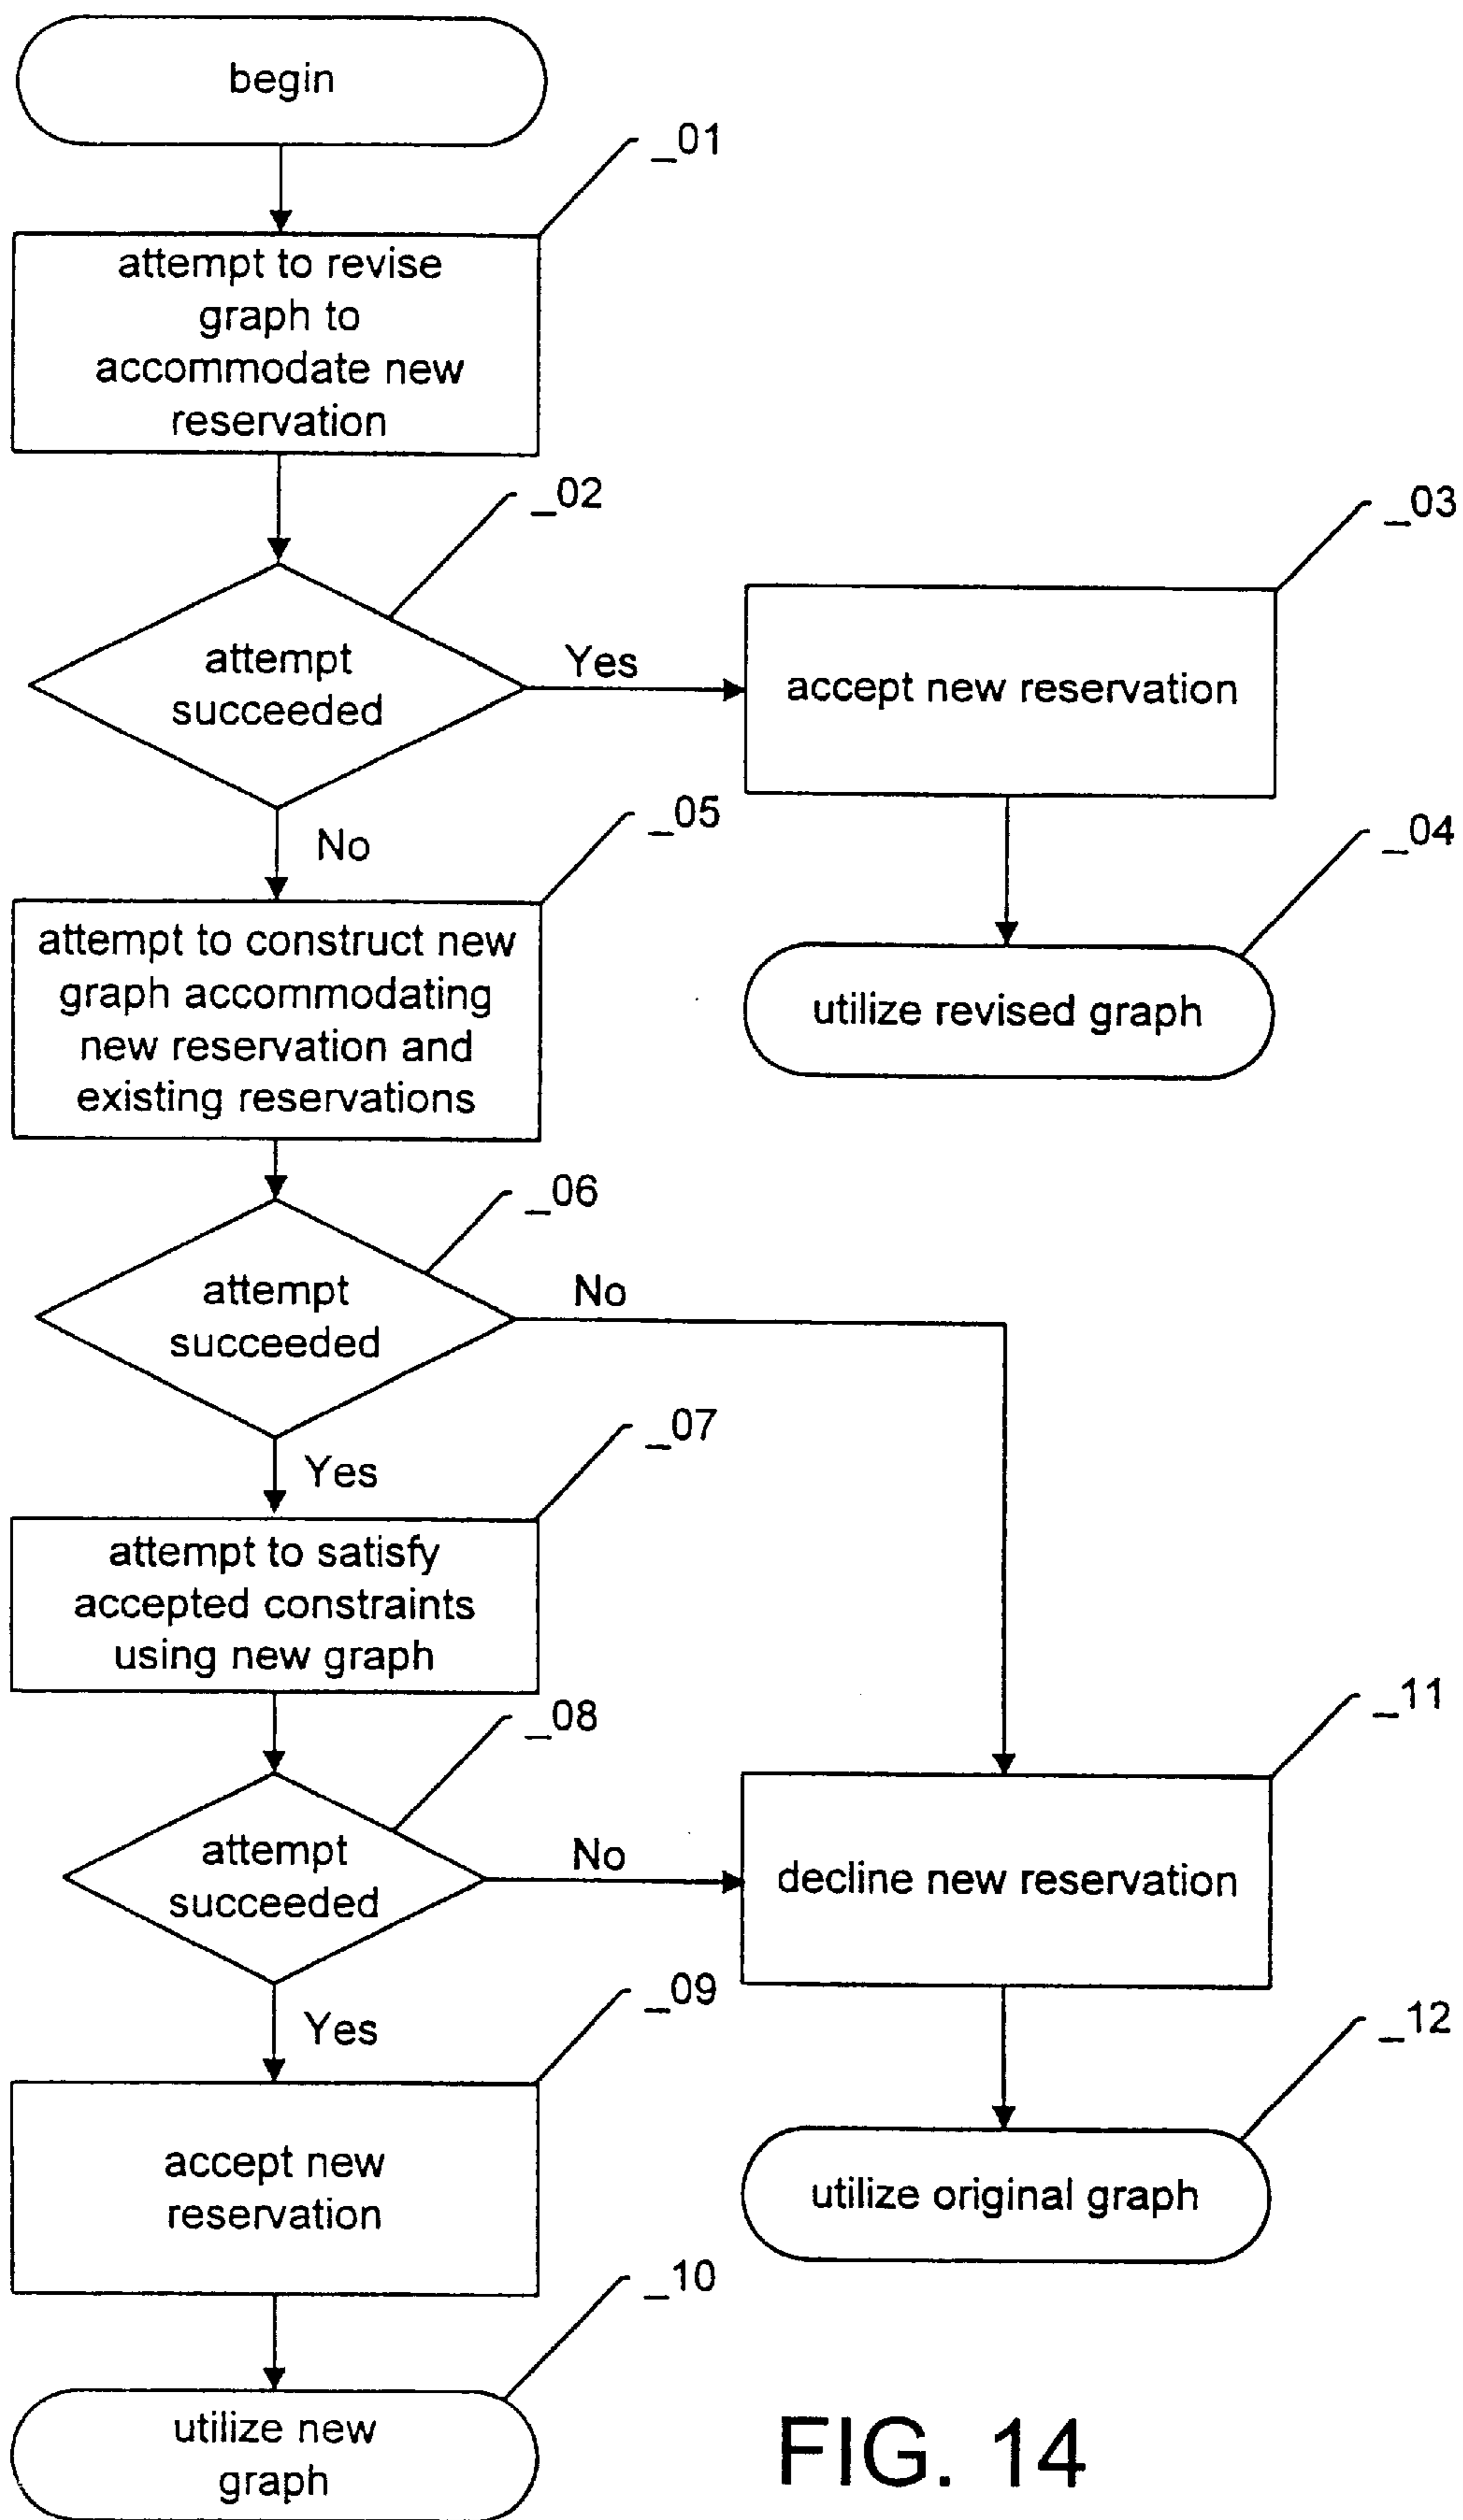 begin
_01
attempt to revise
graph to
accommodate new
reservation
_02
attempt
succeeded
Yes
_03
accept new reservation
_04
utilize revised graph
No
_05
attempt to construct new
graph accommodating
new reservation and
existing reservations
_06
attempt
succeeded
No
Yes
_07
attempt to satisfy
accepted constraints
using new graph
_08
attempt
succeeded
No
_11
decline new reservation
_12
utilize original graph
Yes
_09
accept new
reservation
_10
utilize new
graph
FIG. 14